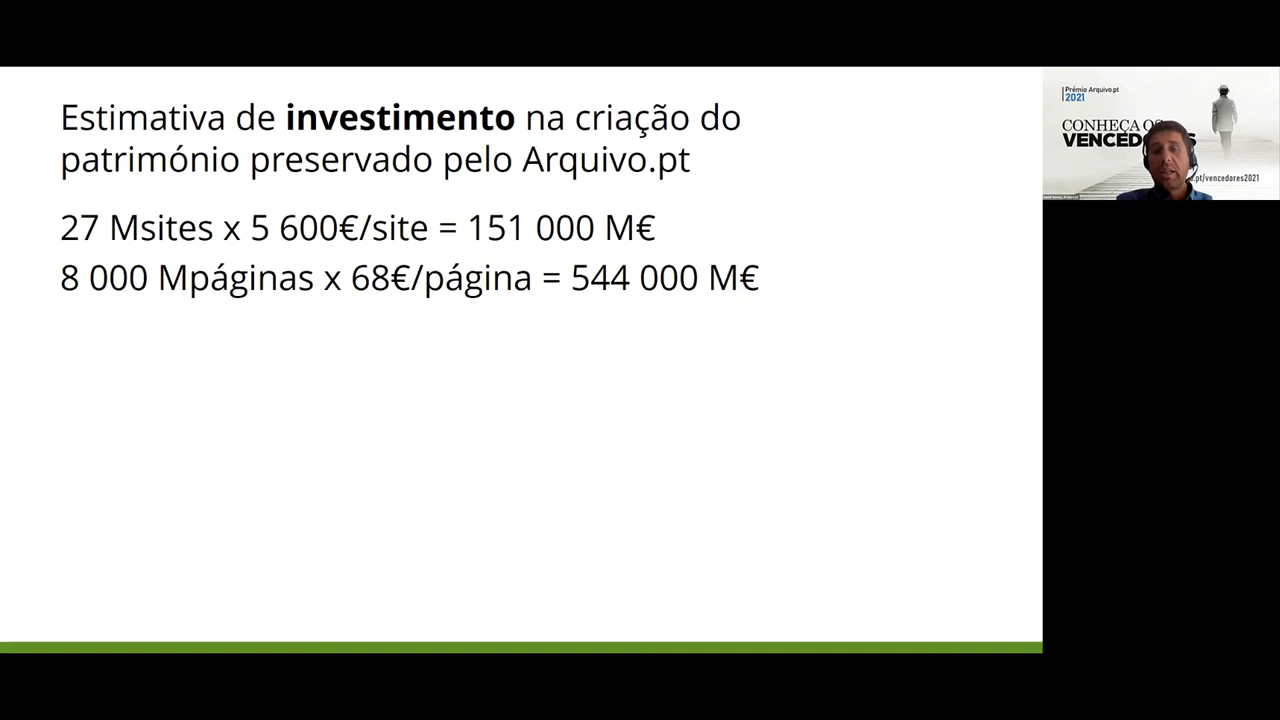 Estimativa de investimento na criação do
património preservado pelo Arquivo.pt
27 Msites x 5 600€/site = 151 000 M€
8 000 Mpáginas x 68€/página = 544 000 M€
Prémio Arquivo.pt
2021
CONHEÇA OS
.pt/vencedores2021